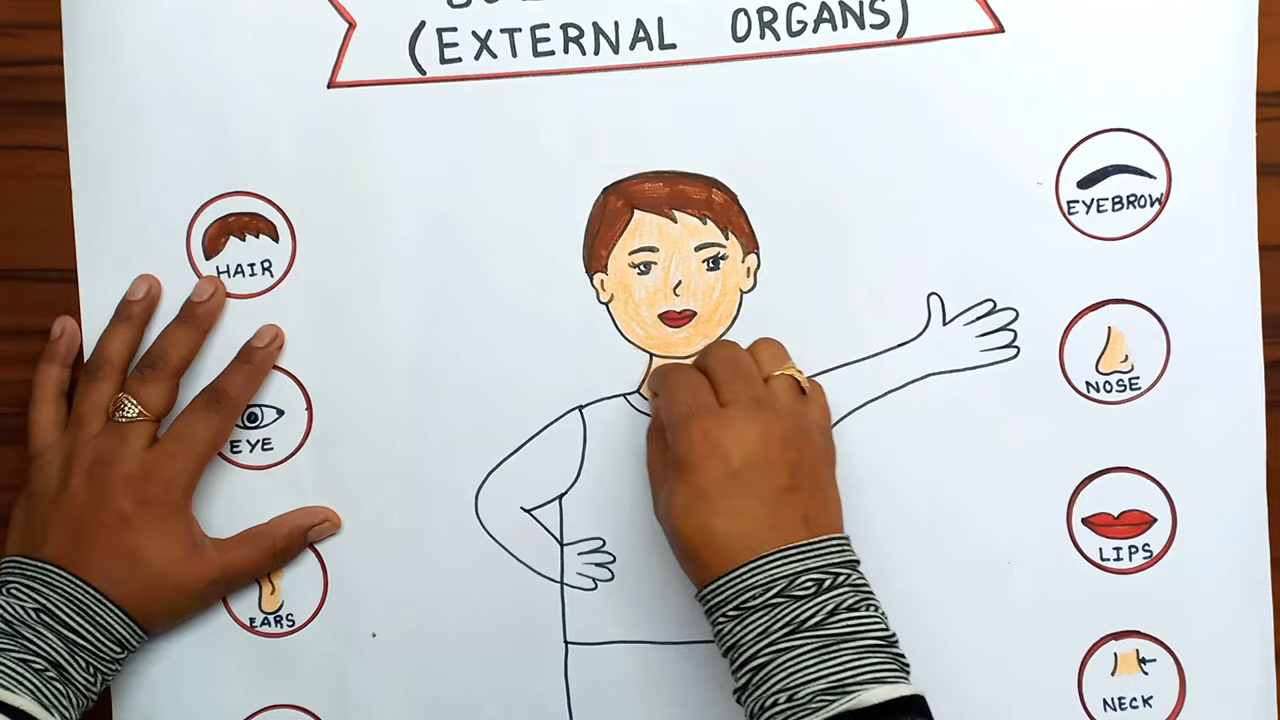 (EXTERNAL ORGANS)
HAIR
EYE
EARS
EYEBROW
NOSE
LIPS
NECK